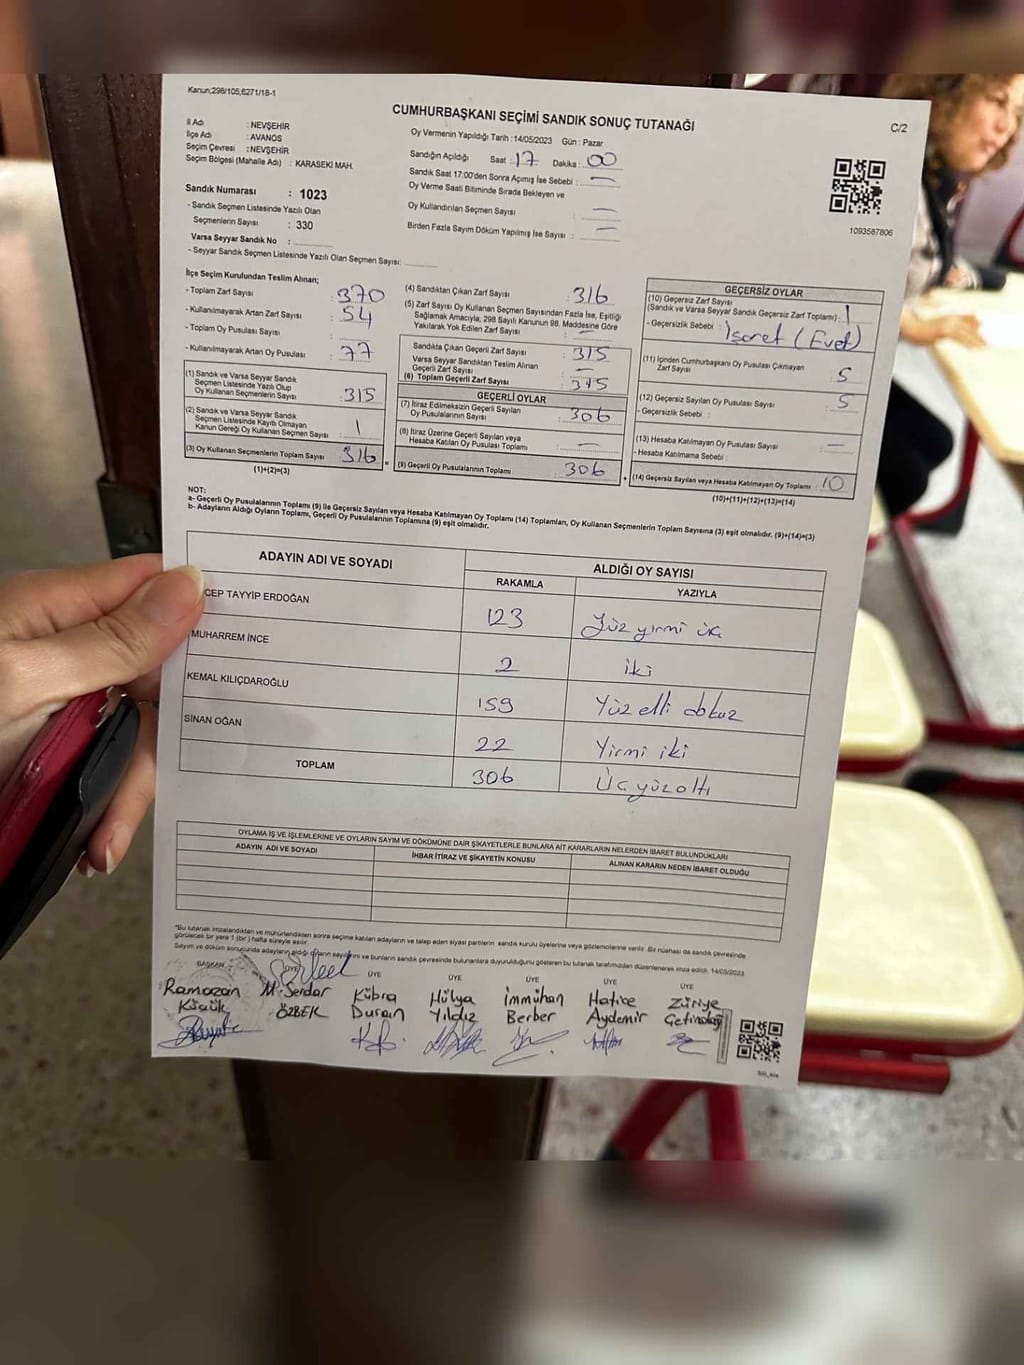 Kanun;298/105,6271/18-1
CUMHURBAŞKANI SEÇİMİ SANDIK SONUÇ TUTANAĞI
C/2
İl Adı : NEVŞEHİR
İlçe Adı : AVANOS
Seçim Çevresi : NEVŞEHİR
Seçim Bölgesi (Mahalle Adı) : KARASEKİ MAH.
Sandık Numarası : 1023
- Sandık Seçmen Listesinde Yazılı Olan
Seçmenlerin Sayısı : 330
Varsa Seyyar Sandık No :
- Seyyar Sandık Seçmen Listesinde Yazılı Olan Seçmen Sayısı:
Oy Vermenin Yapıldığı Tarih : 14/05/2023 Gün : Pazar
Sandığın Açıldığı Saat : 17 Dakika : 00
Sandık Saat 17:00'den Sonra Açılmış İse Sebebi : —
Oy Verme Saati Bitiminde Sırada Bekleyen ve
Oy Kullandırılan Seçmen Sayısı : —
Birden Fazla Sayım Döküm Yapılmış İse Sayısı : —
1093587806
İlçe Seçim Kurulundan Teslim Alınan;
- Toplam Zarf Sayısı : 370
- Kullanılmayarak Artan Zarf Sayısı : 54
- Toplam Oy Pusulası Sayısı :
- Kullanılmayarak Artan Oy Pusulası : 77
(1) Sandık ve Varsa Seyyar Sandık
Seçmen Listesinde Yazılı Olup
Oy Kullanan Seçmenlerin Sayısı : 315
(2) Sandık ve Varsa Seyyar Sandık
Seçmen Listesinde Kayıtlı Olmayan
Kanun Gereği Oy Kullanan Seçmen Sayısı : 1
(3) Oy Kullanan Seçmenlerin Toplam Sayısı : 316
(1)+(2)=(3)
(4) Sandıktan Çıkan Zarf Sayısı : 316
(5) Zarf Sayısı Oy Kullanan Seçmen Sayısından Fazla İse, Eşitliği
Sağlamak Amacıyla, 298 Sayılı Kanunun 98. Maddesine Göre
Yakılarak Yok Edilen Zarf Sayısı : —
Sandıkta Çıkan Geçerli Zarf Sayısı : 315
Varsa Seyyar Sandıktan Teslim Alınan
Geçerli Zarf Sayısı : —
(6) Toplam Geçerli Zarf Sayısı : 315
GEÇERLİ OYLAR
(7) İtiraz Edilmeksizin Geçerli Sayılan
Oy Pusulalarının Sayısı : 306
(8) İtiraz Üzerine Geçerli Sayılan veya
Hesaba Katılan Oy Pusulası Toplamı : —
(9) Geçerli Oy Pusulalarının Toplamı : 306
GEÇERSİZ OYLAR
(10) Geçersiz Zarf Sayısı
(Sandık ve Varsa Seyyar Sandık Geçersiz Zarf Toplamı) : 1
- Geçersizlik Sebebi : İşaret (Evet)
(11) İçinden Cumhurbaşkanı Oy Pusulası Çıkmayan
Zarf Sayısı : 5
(12) Geçersiz Sayılan Oy Pusulası Sayısı : 5
- Geçersizlik Sebebi :
(13) Hesaba Katılmayan Oy Pusulası Sayısı : —
- Hesaba Katılmama Sebebi :
(14) Geçersiz Sayılan veya Hesaba Katılmayan Oy Toplamı : 10
(10)+(11)+(12)+(13)=(14)
NOT:
a- Geçerli Oy Pusulalarının Toplamı (9) ile Geçersiz Sayılan veya Hesaba Katılmayan Oy Toplamı (14) Toplamları, Oy Kullanan Seçmenlerin Toplam Sayısına (3) eşit olmalıdır. (9)+(14)=(3)
b- Adayların Aldığı Oyların Toplamı, Geçerli Oy Pusulalarının Toplamına (9) eşit olmalıdır.
ADAYIN ADI VE SOYADI ALDIĞI OY SAYISI
RAKAMLA YAZIYLA
CEP TAYYİP ERDOĞAN 123 Yüz yirmi üç
MUHARREM İNCE 2 iki
KEMAL KILIÇDAROĞLU 159 Yüz elli dokuz
SİNAN OĞAN 22 Yirmi iki
TOPLAM 306 Üç yüz altı
OYLAMA İŞ VE İŞLEMLERİNE VE OYLARIN SAYIM VE DÖKÜMÜNE DAİR ŞİKAYETLERLE BUNLARA AİT KARARLARIN NELERDEN İBARET BULUNDUKLARI
ADAYIN ADI VE SOYADI İHBAR İTİRAZ VE ŞİKAYETİN KONUSU ALINAN KARARIN NEDEN İBARET OLDUĞU
*Bu tutanak imzalandıktan ve mühürlendikten sonra seçime katılan adayların ve talep eden siyasi partilerin sandık kurulu üyelerine veya gözlemcilerine verilir. Bir nüshası da sandık çevresinde
görülecek bir yere 1 (bir) hafta süreyle asılır.
Sayım ve döküm sonucunda adayların aldığı oyların sayılarını ve bunların sandık çevresinde bulunanlara duyurulduğunu gösteren bu tutanak tarafımızdan düzenlenerek imza edildi. 14/05/2023
BAŞKAN ÜYE ÜYE ÜYE ÜYE ÜYE ÜYE
Ramazan M. Serdar Kübra Hülya İmmühan Hatice Züriye
Küçük ÖZBEK Duran Yıldız Berber Aydemir Çetindağ